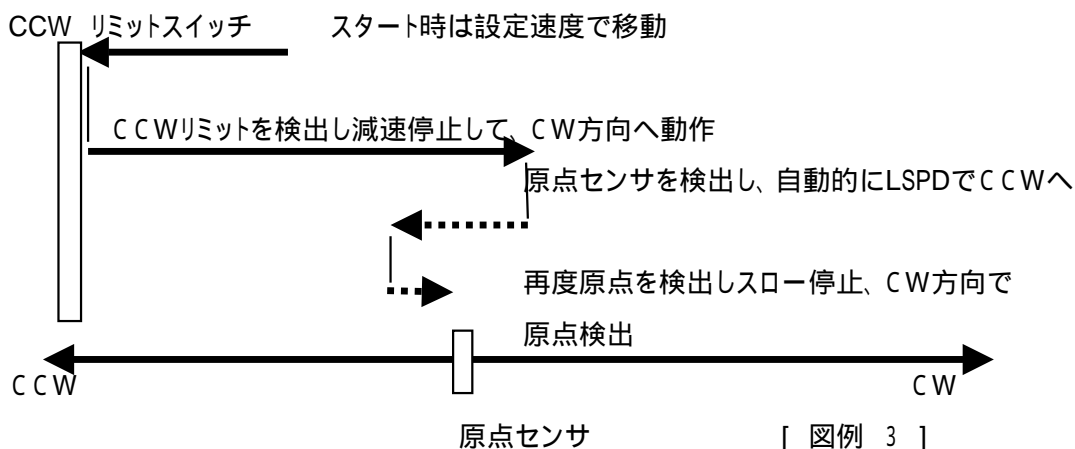 CCW リミットスイッチ スタート時は設定速度で移動
CCWリミットを検出し減速停止して、CW方向へ動作
原点センサを検出し、自動的にLSPDでCCWへ
再度原点を検出しスロー停止、CW方向で
原点検出
CCW CW
原点センサ [ 図例 3 ]